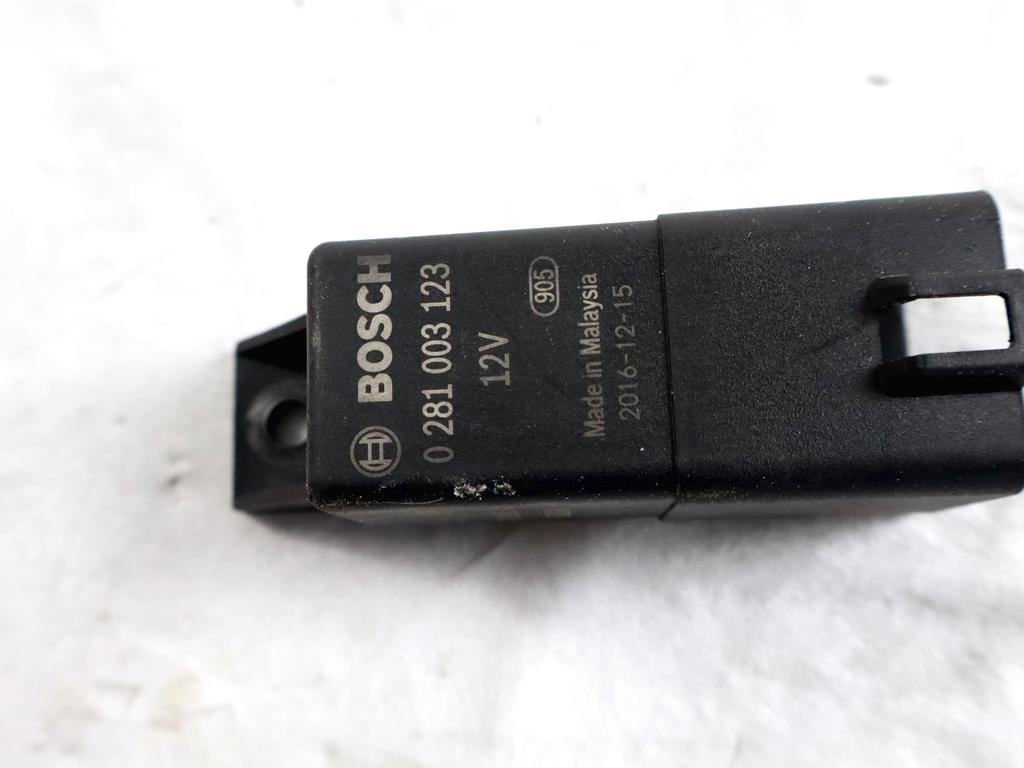 BOSCH
0 281 003 123
12V
905
Made in Malaysia
2016-12-15